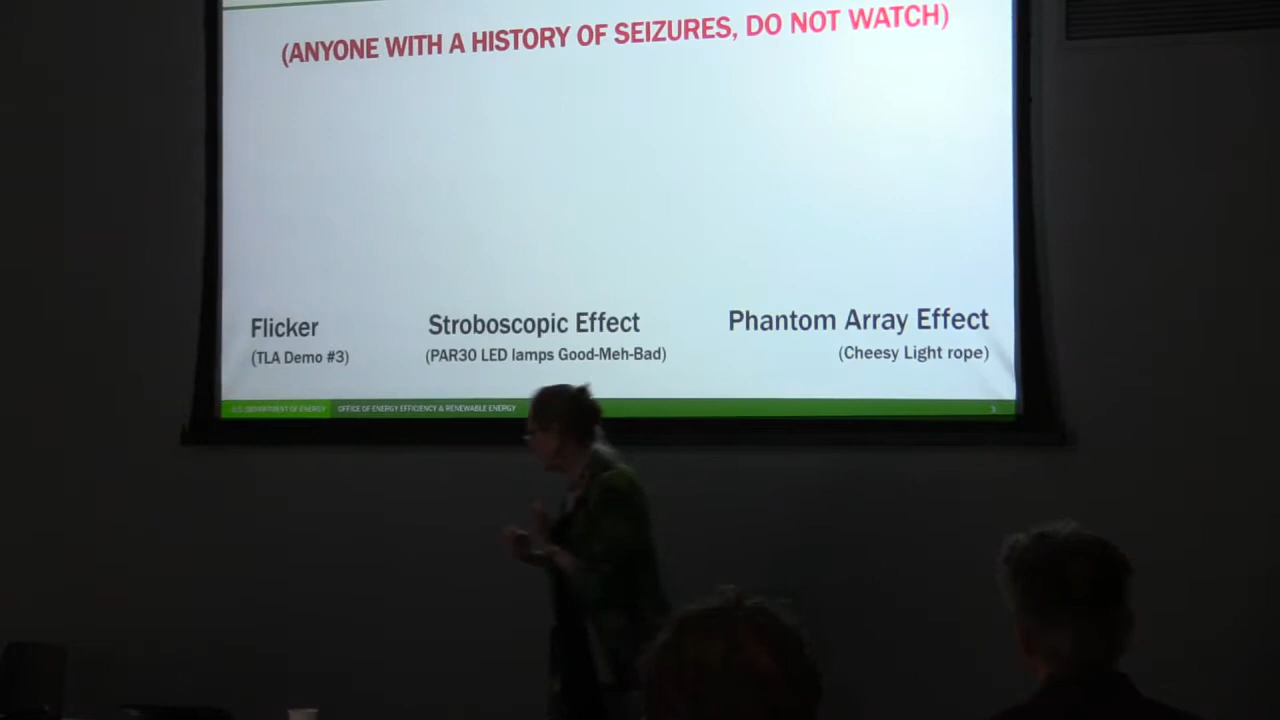 (ANYONE WITH A HISTORY OF SEIZURES, DO NOT WATCH)
Flicker
(TLA Demo #3)
Stroboscopic Effect
(PAR30 LED lamps Good-Meh-Bad)
Phantom Array Effect
(Cheesy Light rope)
U.S. DEPARTMENT OF ENERGY OFFICE OF ENERGY EFFICIENCY & RENEWABLE ENERGY 3